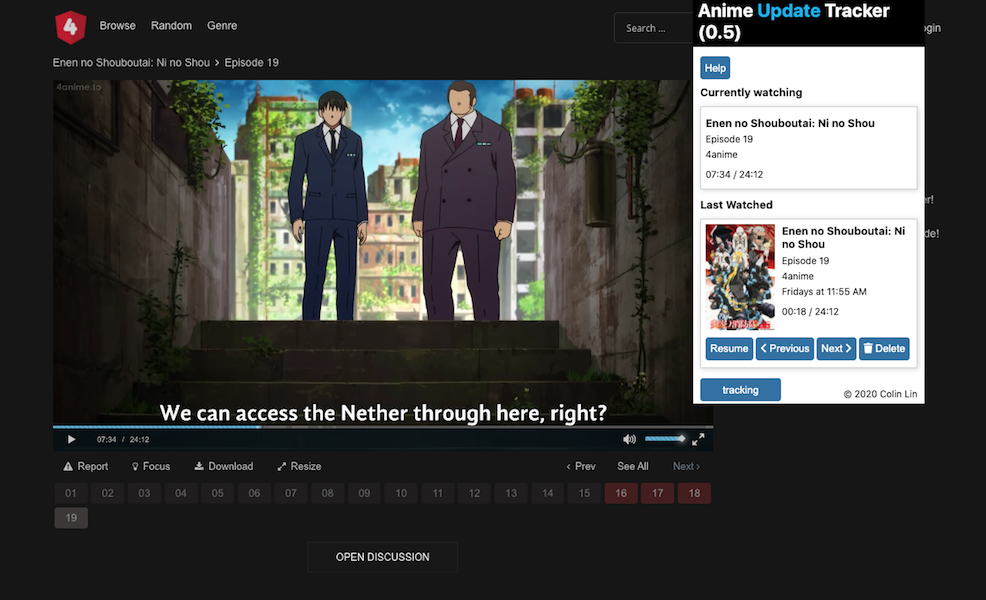 4
Browse
Random
Genre
Search ...
ogin
Enen no Shouboutai: Ni no Shou › Episode 19
4anime.io
We can access the Nether through here, right?
07:34 / 24:12
Report
Focus
Download
Resize
‹ Prev
See All
Next ›
01 02 03 04 05 06 07 08 09 10 11 12 13 14 15 16 17 18
19
OPEN DISCUSSION
Anime Update Tracker
(0.5)
Help
Currently watching
Enen no Shouboutai: Ni no Shou
Episode 19
4anime
07:34 / 24:12
Last Watched
Enen no Shouboutai: Ni
no Shou
Episode 19
4anime
Fridays at 11:55 AM
00:18 / 24:12
Resume
Previous
Next
Delete
tracking
© 2020 Colin Lin
er!
de!